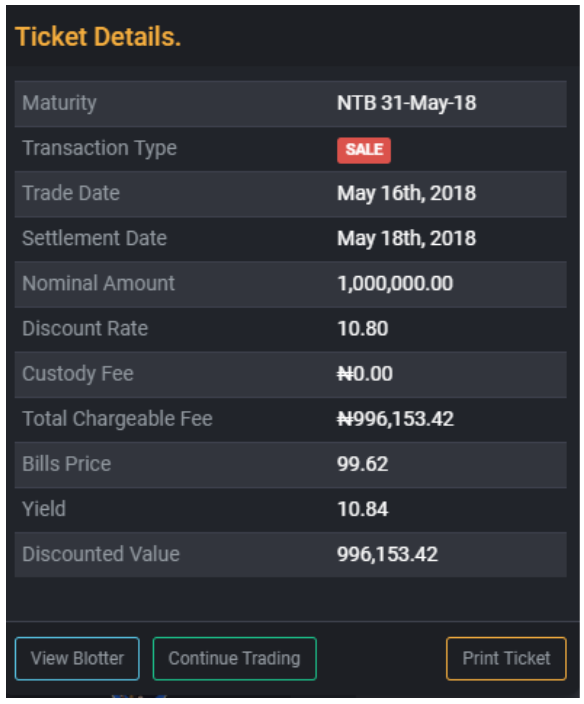 Ticket Details.
Maturity NTB 31-May-18
Transaction Type SALE
Trade Date May 16th, 2018
Settlement Date May 18th, 2018
Nominal Amount 1,000,000.00
Discount Rate 10.80
Custody Fee ₦0.00
Total Chargeable Fee ₦996,153.42
Bills Price 99.62
Yield 10.84
Discounted Value 996,153.42
View Blotter Continue Trading Print Ticket